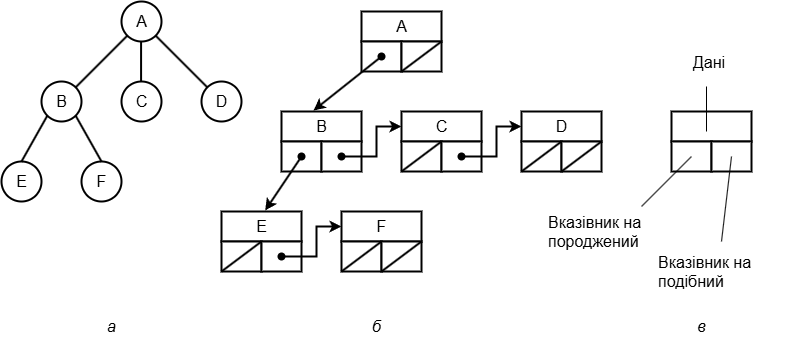 A
B
C
D
E
F
A
B
C
D
E
F
Дані
Вказівник на
породжений
Вказівник на
подібний
а
б
в